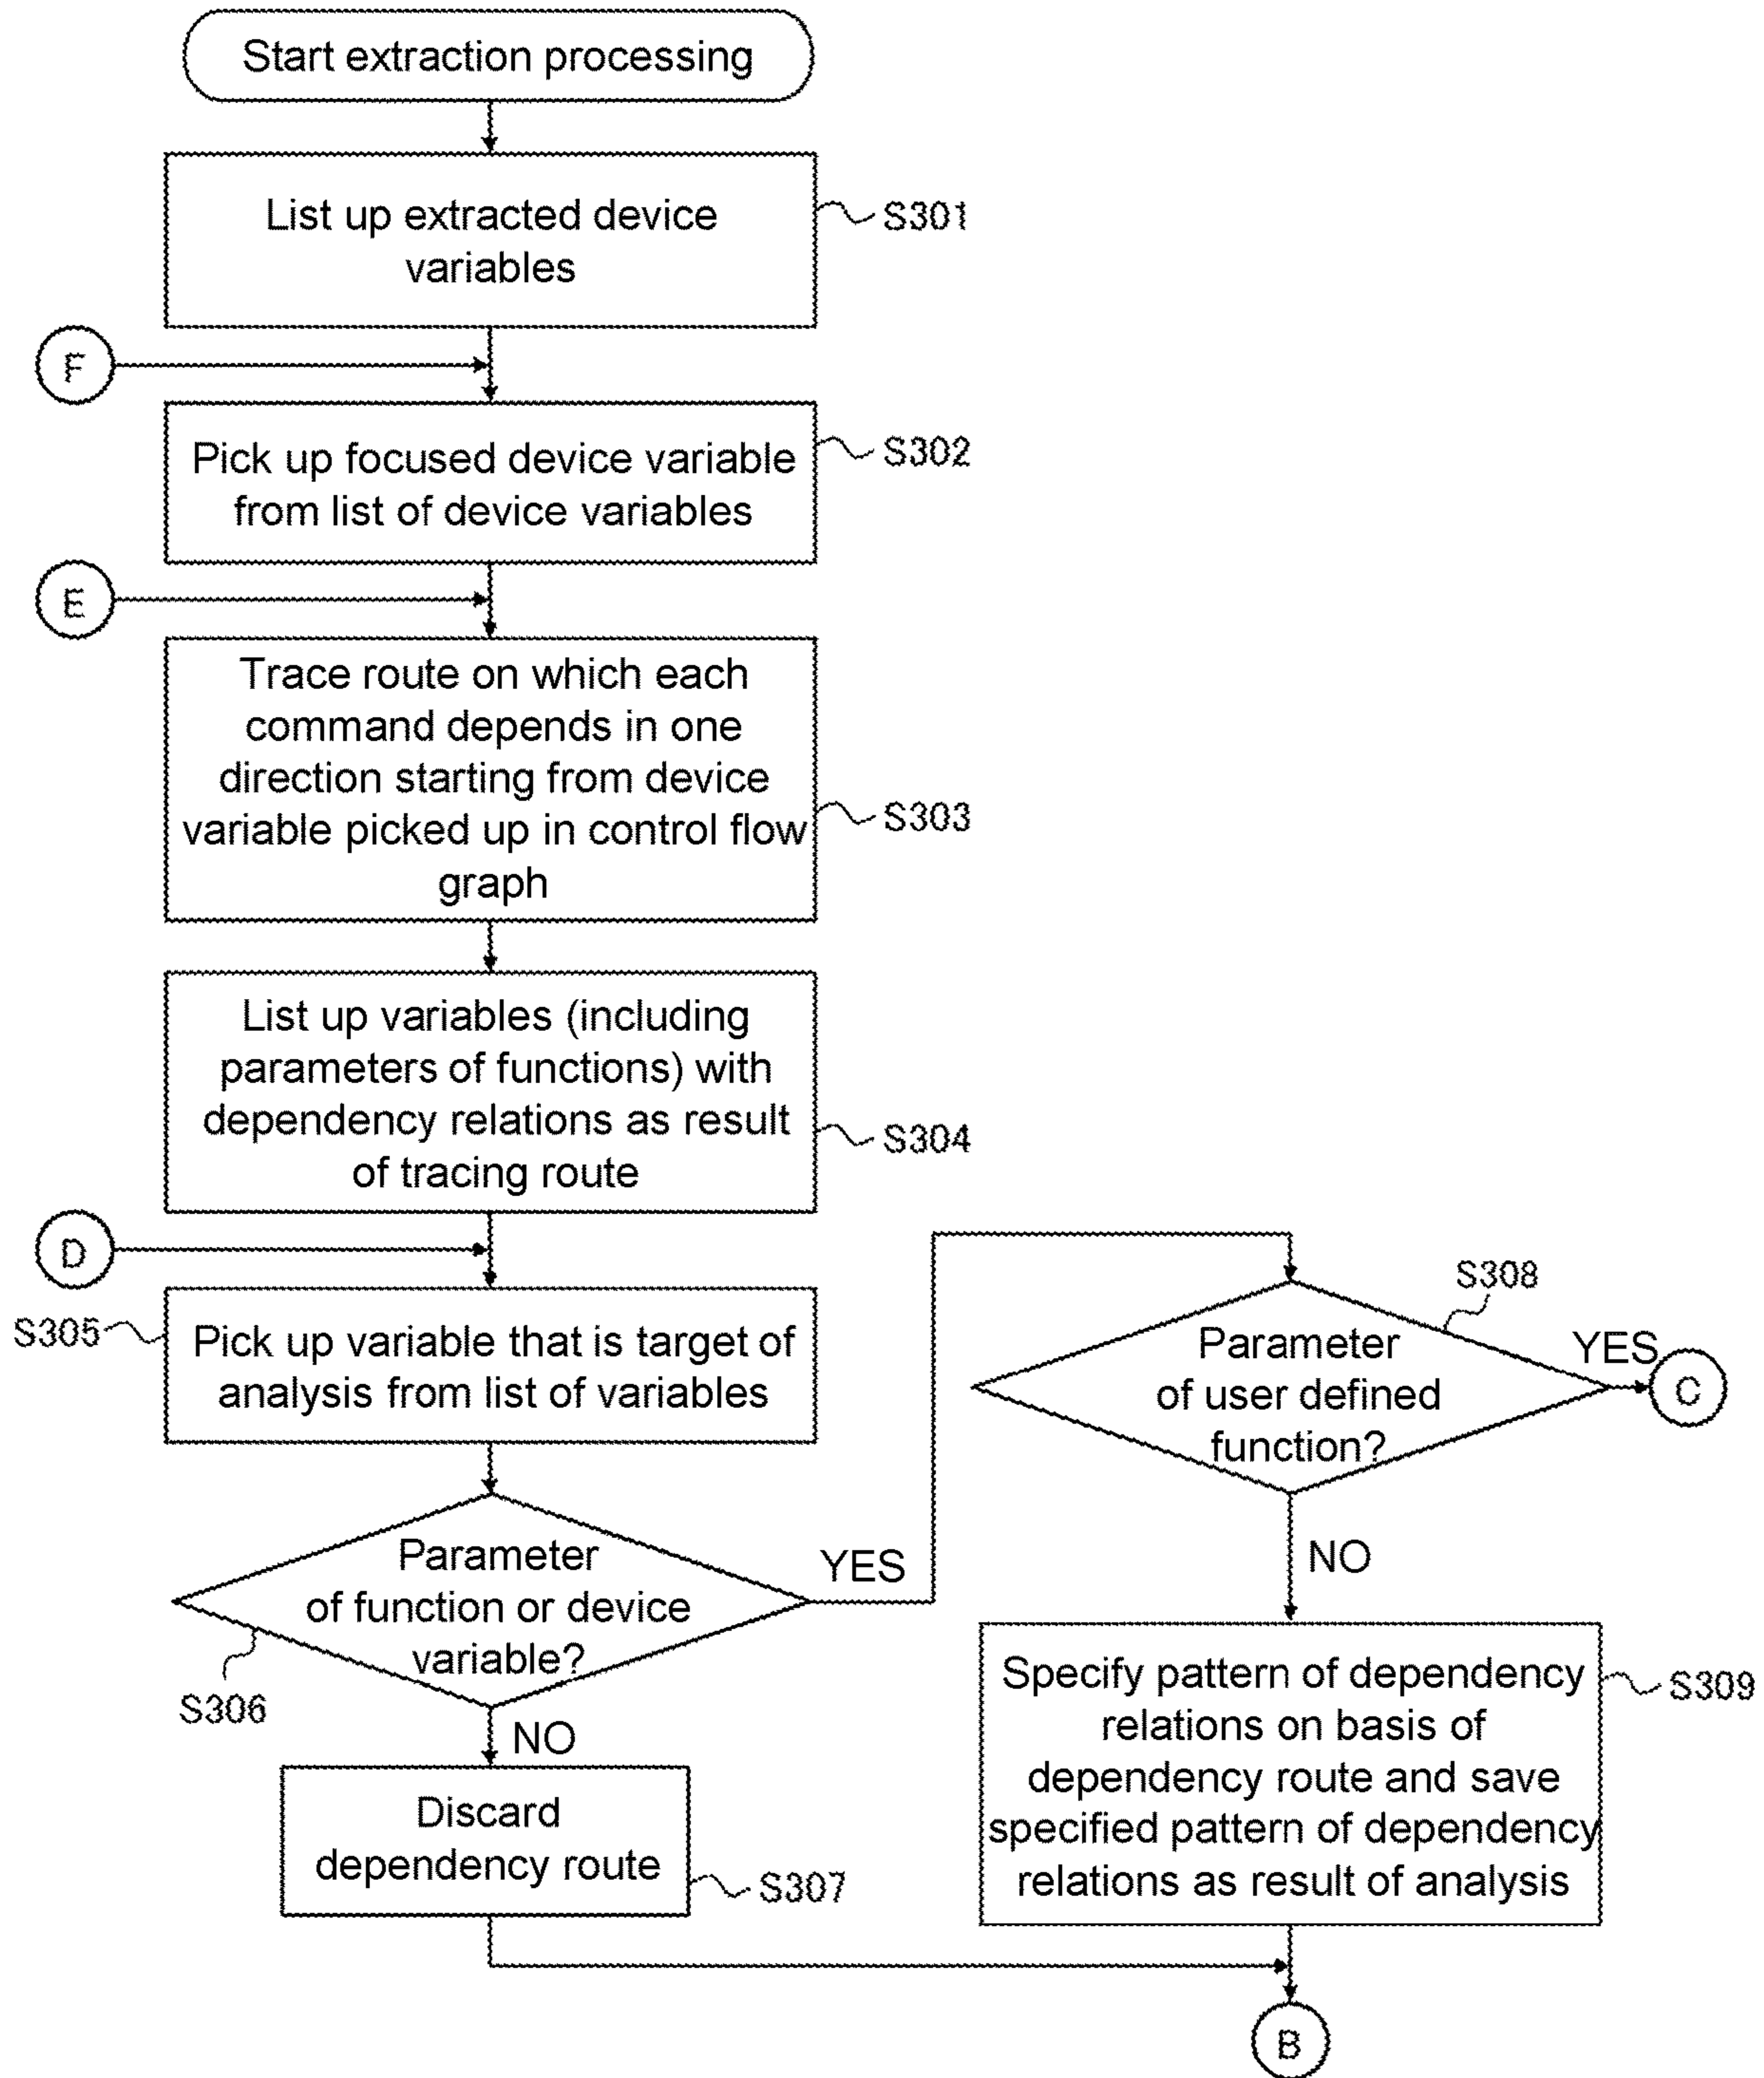 Start extraction processing
List up extracted device
variables
S301
F
Pick up focused device variable
from list of device variables
S302
E
Trace route on which each
command depends in one
direction starting from device
variable picked up in control flow
graph
S303
List up variables (including
parameters of functions) with
dependency relations as result
of tracing route
S304
D
S305
Pick up variable that is target of
analysis from list of variables
Parameter
of function or device
variable?
YES
S306
NO
Discard
dependency route
S307
S308
Parameter
of user defined
function?
YES
C
NO
Specify pattern of dependency
relations on basis of
dependency route and save
specified pattern of dependency
relations as result of analysis
S309
B